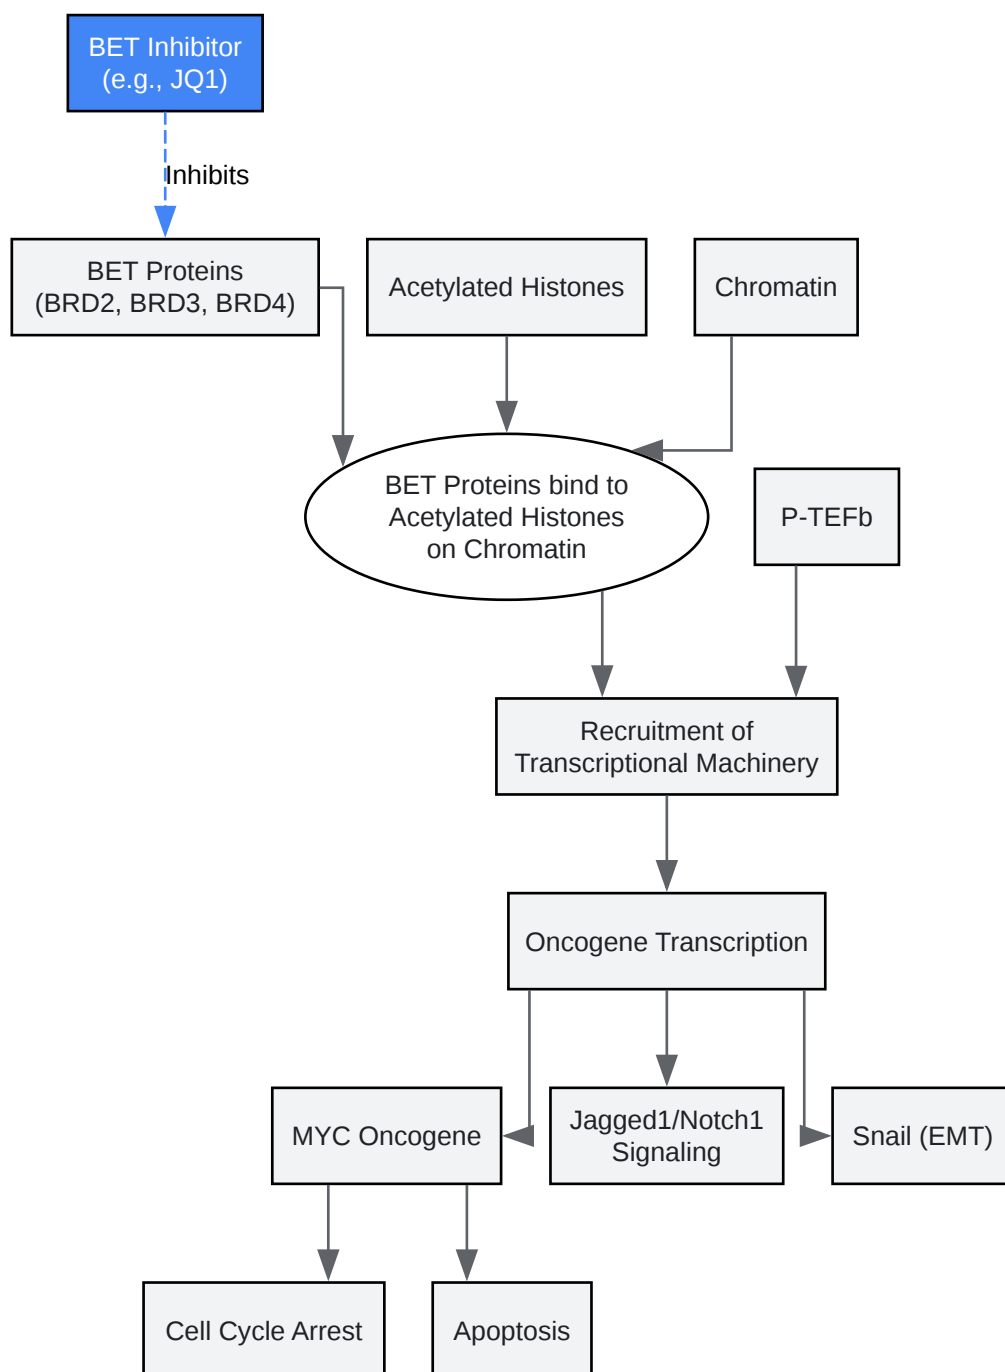 BET Inhibitor
(e.g., JQ1)
Inhibits
BET Proteins
(BRD2, BRD3, BRD4)
Acetylated Histones
Chromatin
BET Proteins bind to
Acetylated Histones
on Chromatin
P-TEFb
Recruitment of
Transcriptional Machinery
Oncogene Transcription
MYC Oncogene
Jagged1/Notch1
Signaling
Snail (EMT)
Cell Cycle Arrest
Apoptosis